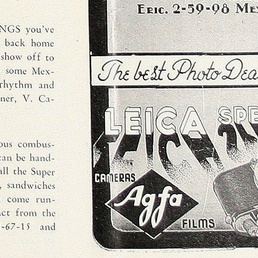 NGS you've
back home
show off to
some Mex-
rhythm and
ner, V. Ca-
ous combus-
can be hand-
all the Super
, sandwiches
come run-
ct from the
-67-15 and
ERIC. 2-59-98 MEX
The best Photo Dea
LEICA SPE
CAMERAS
Agfa
FILMS